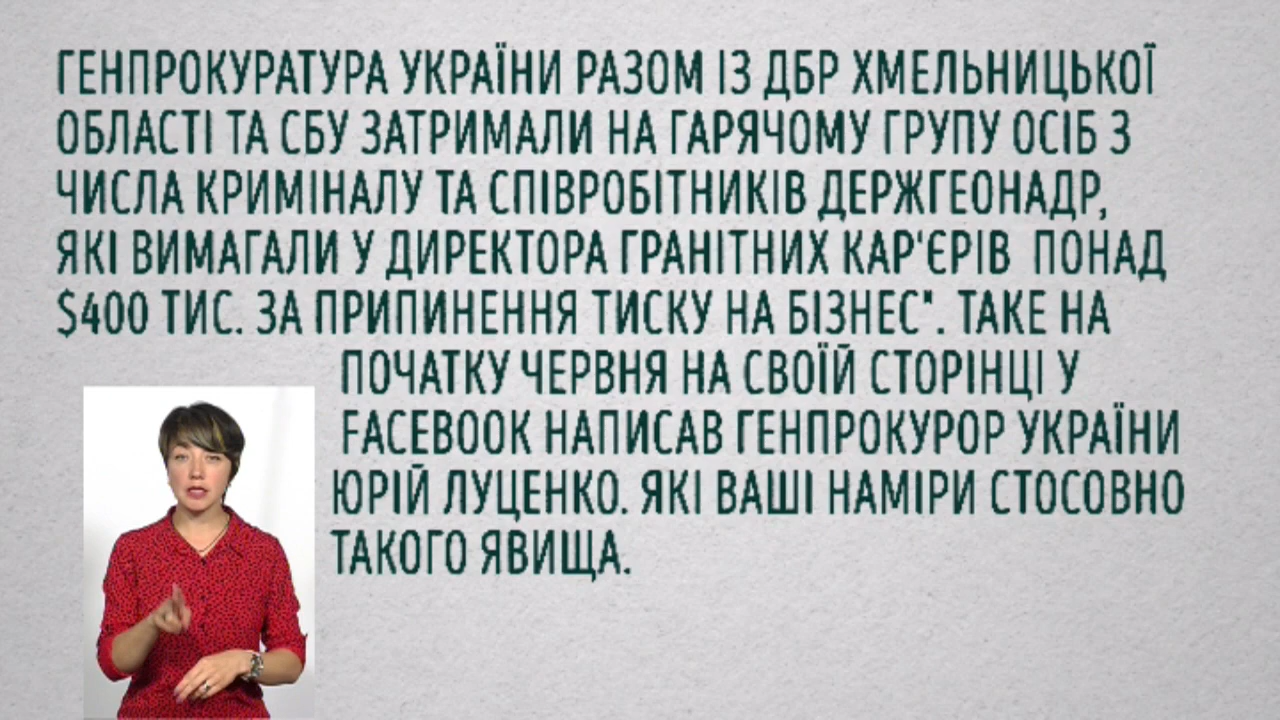 ГЕНПРОКУРАТУРА УКРАЇНИ РАЗОМ ІЗ ДБР ХМЕЛЬНИЦЬКОЇ
ОБЛАСТІ ТА СБУ ЗАТРИМАЛИ НА ГАРЯЧОМУ ГРУПУ ОСІБ З
ЧИСЛА КРИМІНАЛУ ТА СПІВРОБІТНИКІВ ДЕРЖГЕОНАДР,
ЯКІ ВИМАГАЛИ У ДИРЕКТОРА ГРАНІТНИХ КАР'ЄРІВ ПОНАД
$400 ТИС. ЗА ПРИПИНЕННЯ ТИСКУ НА БІЗНЕС". ТАКЕ НА
ПОЧАТКУ ЧЕРВНЯ НА СВОЇЙ СТОРІНЦІ У
FACEBOOK НАПИСАВ ГЕНПРОКУРОР УКРАЇНИ
ЮРІЙ ЛУЦЕНКО. ЯКІ ВАШІ НАМІРИ СТОСОВНО
ТАКОГО ЯВИЩА.